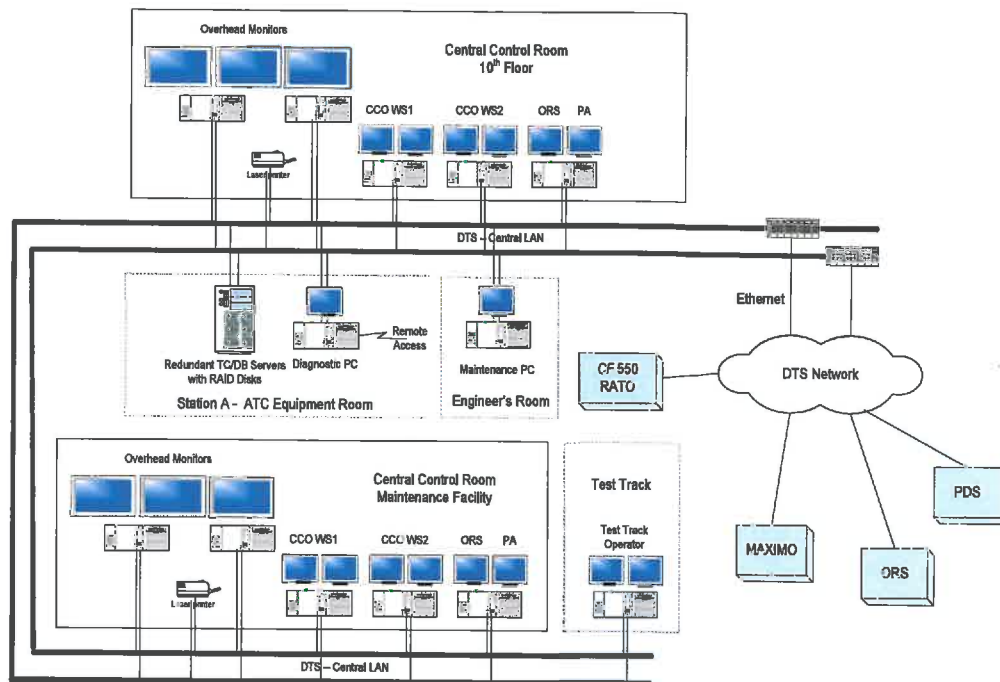 Overhead Monitors
Central Control Room
10th Floor
CCO WS1
CCO WS2
ORS
PA
Laser printer
DTS – Central LAN
Ethernet
Redundant TC/DB Servers
with RAID Disks
Diagnostic PC
Remote
Access
Station A - ATC Equipment Room
Maintenance PC
Engineer's Room
CF 550
RATO
DTS Network
PDS
MAXIMO
ORS
Overhead Monitors
Central Control Room
Maintenance Facility
CCO WS1
CCO WS2
ORS
PA
Laser printer
Test Track
Test Track
Operator
DTS – Central LAN